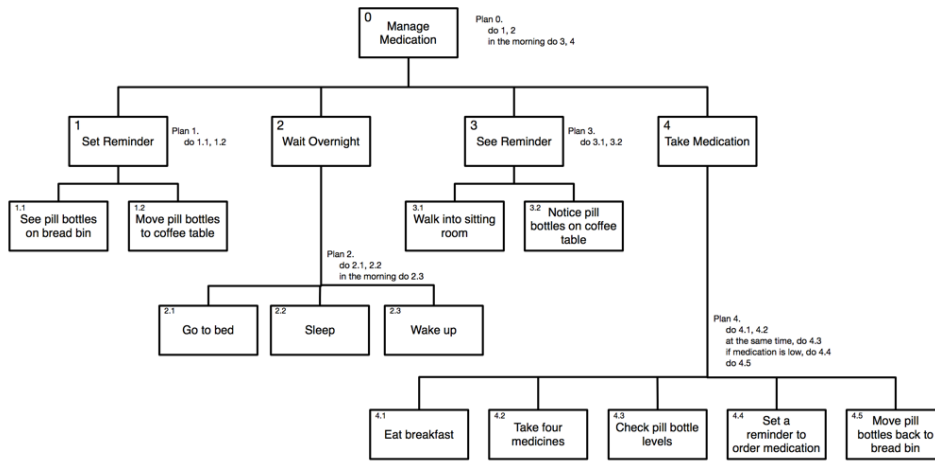 0
Manage
Medication
Plan 0.
do 1, 2
in the morning do 3, 4
1
Set Reminder
Plan 1.
do 1.1, 1.2
2
Wait Overnight
3
See Reminder
Plan 3.
do 3.1, 3.2
4
Take Medication
1.1
See pill bottles
on bread bin
1.2
Move pill bottles
to coffee table
3.1
Walk into sitting
room
3.2
Notice pill
bottles on coffee
table
Plan 2.
do 2.1, 2.2
in the morning do 2.3
2.1
Go to bed
2.2
Sleep
2.3
Wake up
Plan 4.
do 4.1, 4.2
at the same time, do 4.3
if medication is low, do 4.4
do 4.5
4.1
Eat breakfast
4.2
Take four
medicines
4.3
Check pill bottle
levels
4.4
Set a
reminder to
order medication
4.5
Move pill
bottles back to
bread bin